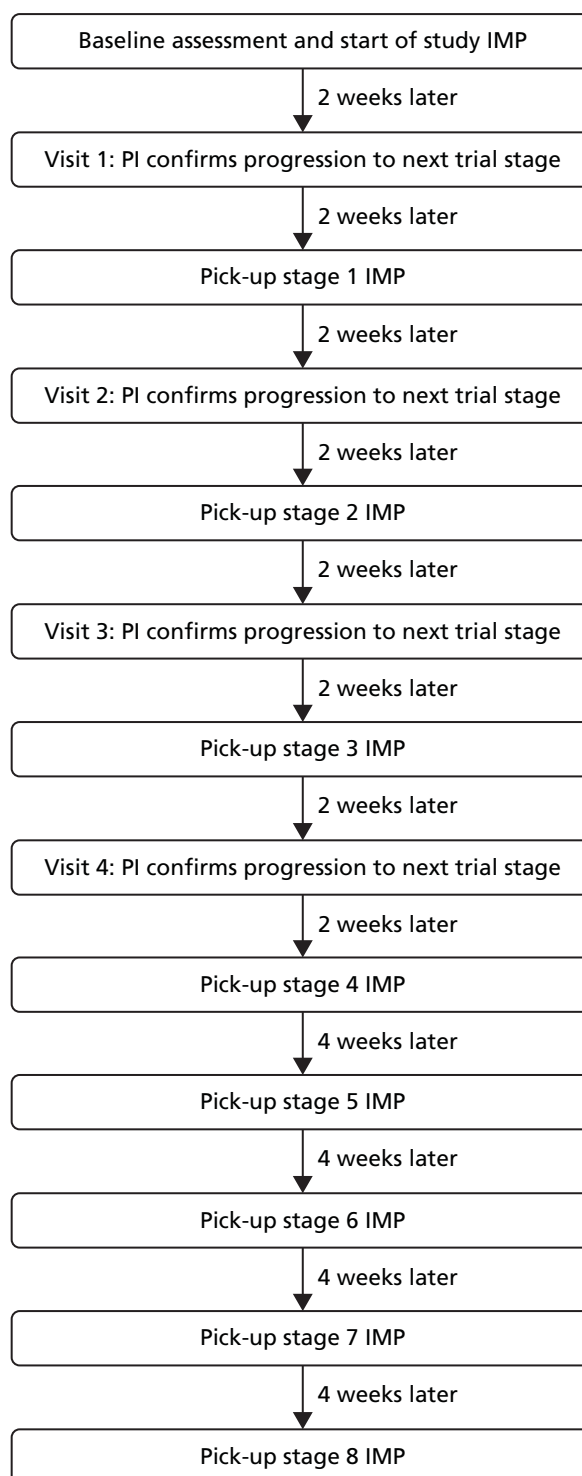 Baseline assessment and start of study IMP
2 weeks later
Visit 1: PI confirms progression to next trial stage
2 weeks later
Pick-up stage 1 IMP
2 weeks later
Visit 2: PI confirms progression to next trial stage
2 weeks later
Pick-up stage 2 IMP
2 weeks later
Visit 3: PI confirms progression to next trial stage
2 weeks later
Pick-up stage 3 IMP
2 weeks later
Visit 4: PI confirms progression to next trial stage
2 weeks later
Pick-up stage 4 IMP
4 weeks later
Pick-up stage 5 IMP
4 weeks later
Pick-up stage 6 IMP
4 weeks later
Pick-up stage 7 IMP
4 weeks later
Pick-up stage 8 IMP